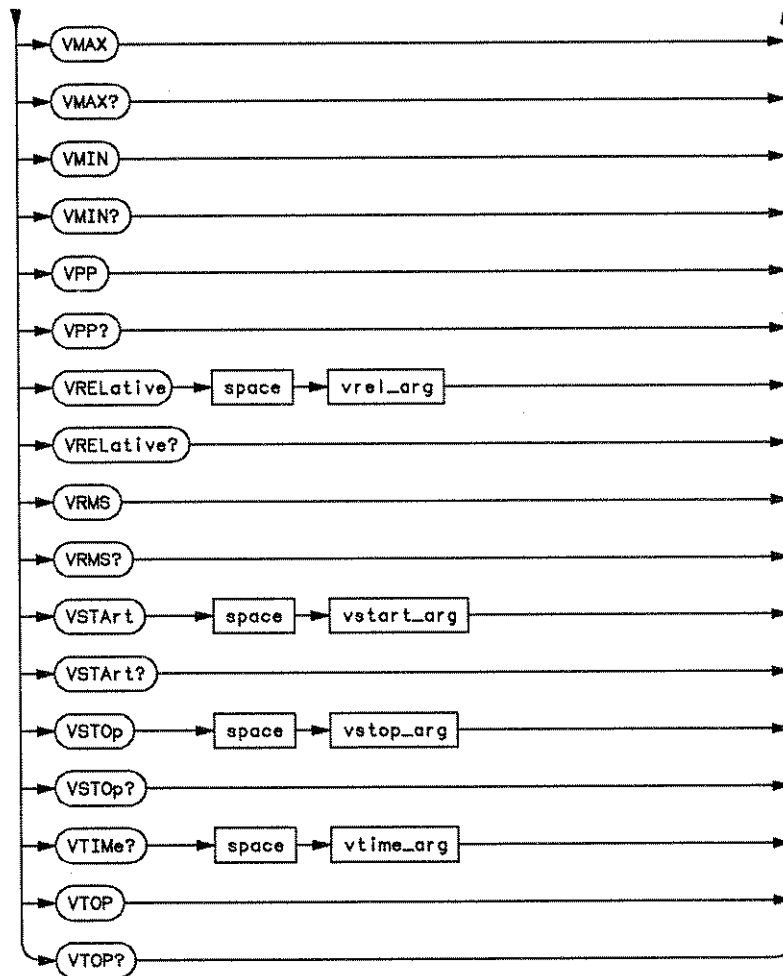 VMAX
VMAX?
VMIN
VMIN?
VPP
VPP?
VRELative space vrel_arg
VRELative?
VRMS
VRMS?
VSTArt space vstart_arg
VSTArt?
VSTOp space vstop_arg
VSTOp?
VTIMe? space vtime_arg
VTOP
VTOP?